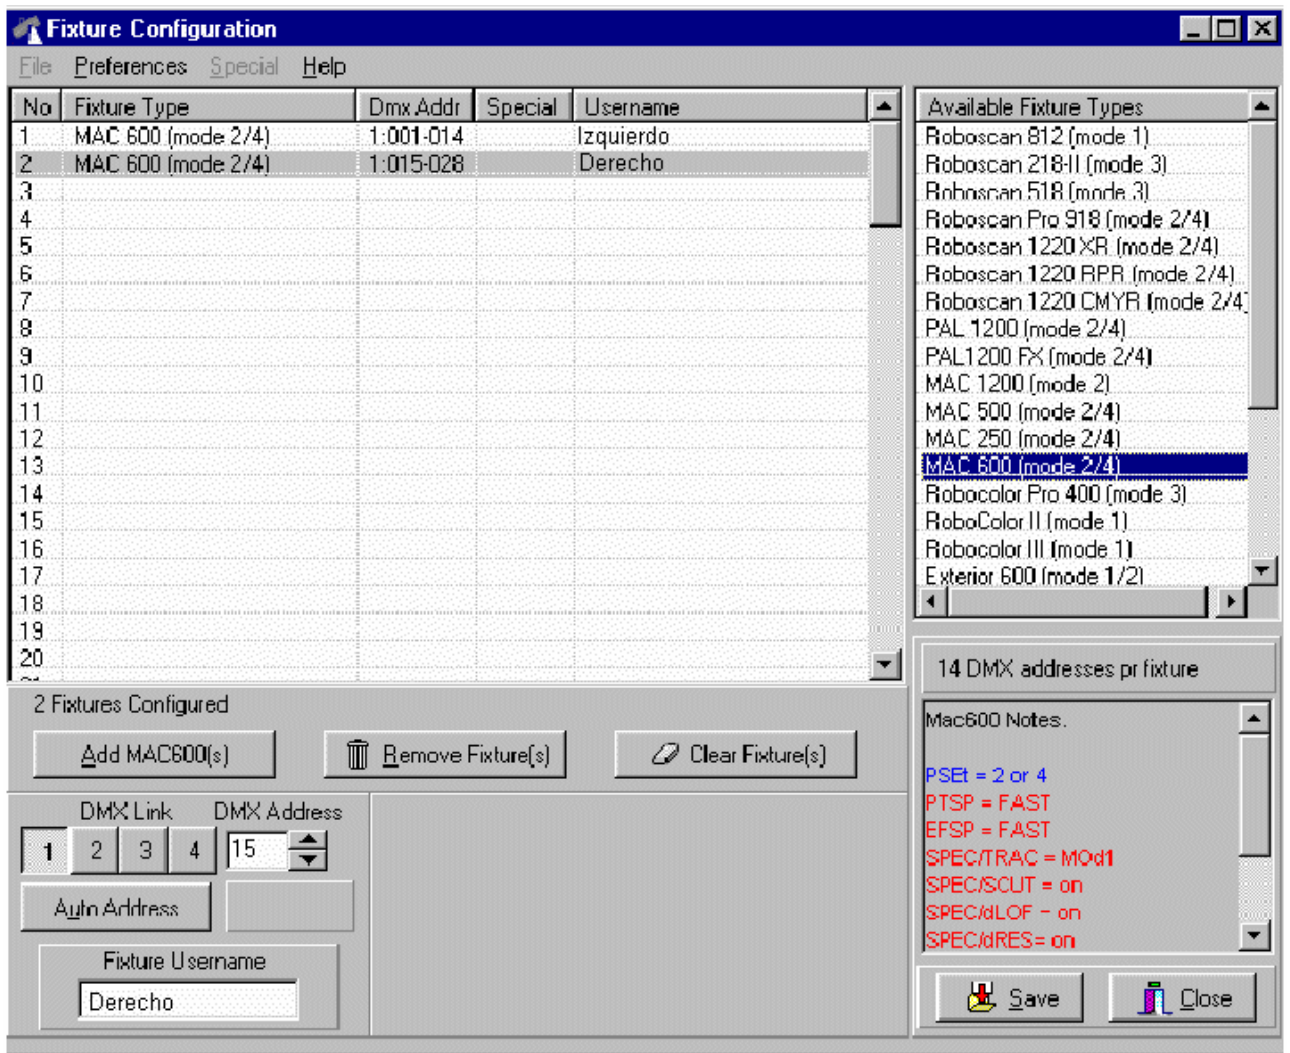 Fixture Configuration
File Preferences Special Help
No Fixture Type Dmx Addr Special Username
1 MAC 600 (mode 2/4) 1:001-014 Izquierdo
2 MAC 600 (mode 2/4) 1:015-028 Derecho
3
4
5
6
7
8
9
10
11
12
13
14
15
16
17
18
19
20
2 Fixtures Configured
Add MAC600(s) Remove Fixture(s) Clear Fixture(s)
DMX Link DMX Address
1 2 3 4 15
Auto Address
Fixture Username
Derecho
Available Fixture Types
Roboscan 812 (mode 1)
Roboscan 218-II (mode 3)
Roboscan 518 (mode 3)
Roboscan Pro 918 (mode 2/4)
Roboscan 1220 XR (mode 2/4)
Roboscan 1220 RPR (mode 2/4)
Roboscan 1220 CMYR (mode 2/4)
PAL 1200 (mode 2/4)
PAL1200 FX (mode 2/4)
MAC 1200 (mode 2)
MAC 500 (mode 2/4)
MAC 250 (mode 2/4)
MAC 600 (mode 2/4)
Robocolor Pro 400 (mode 3)
RoboColor II (mode 1)
Robocolor III (mode 1)
Exterior 600 (mode 1/2)
14 DMX addresses pr fixture
Mac600 Notes.
PSEt = 2 or 4
PTSP = FAST
EFSP = FAST
SPEC/TRAC = MOd1
SPEC/SCUT = on
SPEC/dLOF = on
SPEC/dRES= on
Save Close